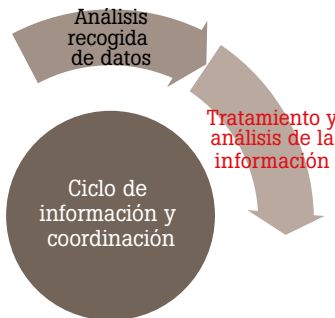 Análisis
recogida
de datos
Tratamiento y
análisis de la
información
Ciclo de
información y
coordinación